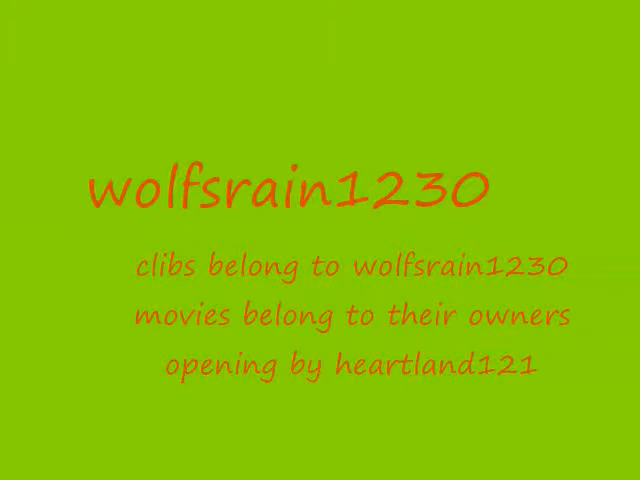 wolfsrain1230
clibs belong to wolfsrain1230
movies belong to their owners
opening by heartland121